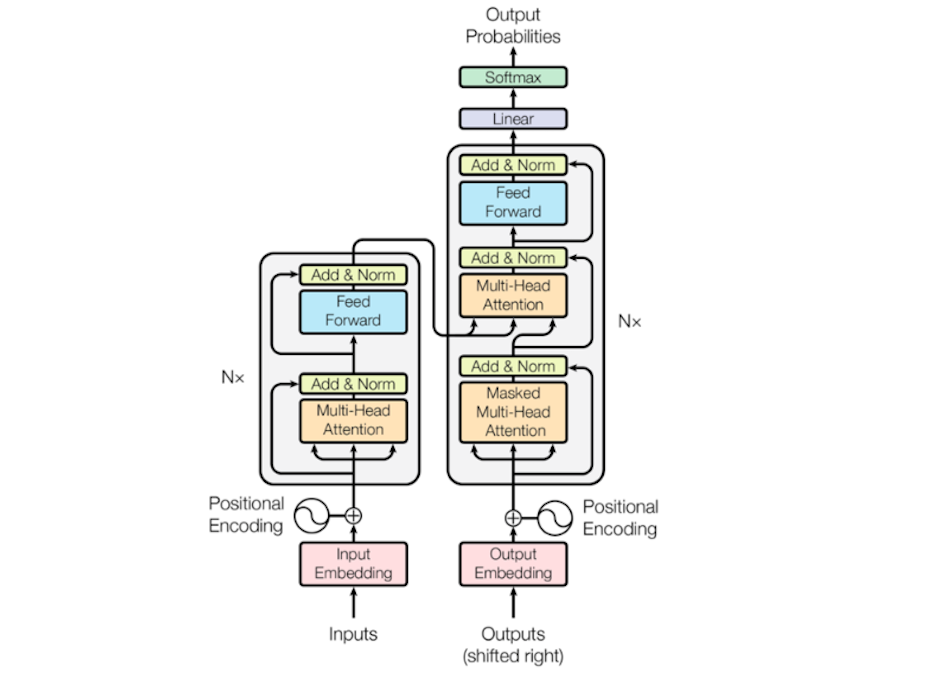 Output
Probabilities
Softmax
Linear
Add & Norm
Feed
Forward
Add & Norm
Multi-Head
Attention
Add & Norm
Masked
Multi-Head
Attention
N×
Add & Norm
Feed
Forward
Add & Norm
Multi-Head
Attention
N×
Positional
Encoding
Positional
Encoding
Input
Embedding
Output
Embedding
Inputs
Outputs
(shifted right)